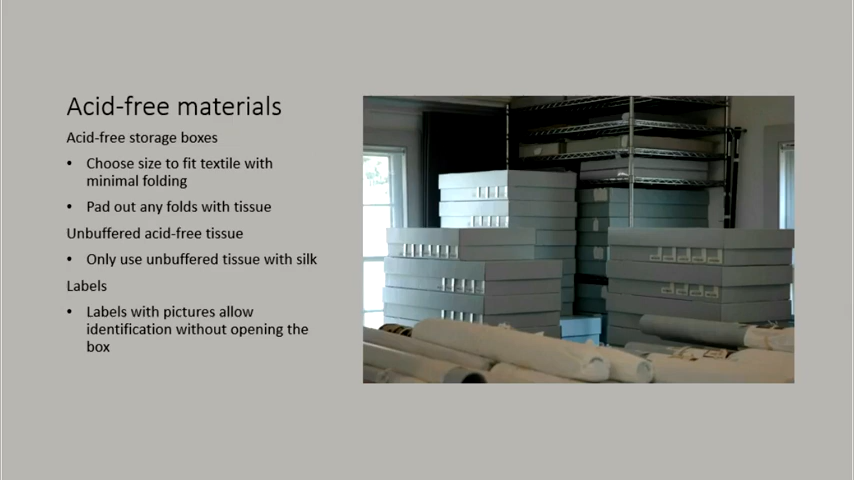 Acid-free materials
Acid-free storage boxes
• Choose size to fit textile with
minimal folding
• Pad out any folds with tissue
Unbuffered acid-free tissue
• Only use unbuffered tissue with silk
Labels
• Labels with pictures allow
identification without opening the
box